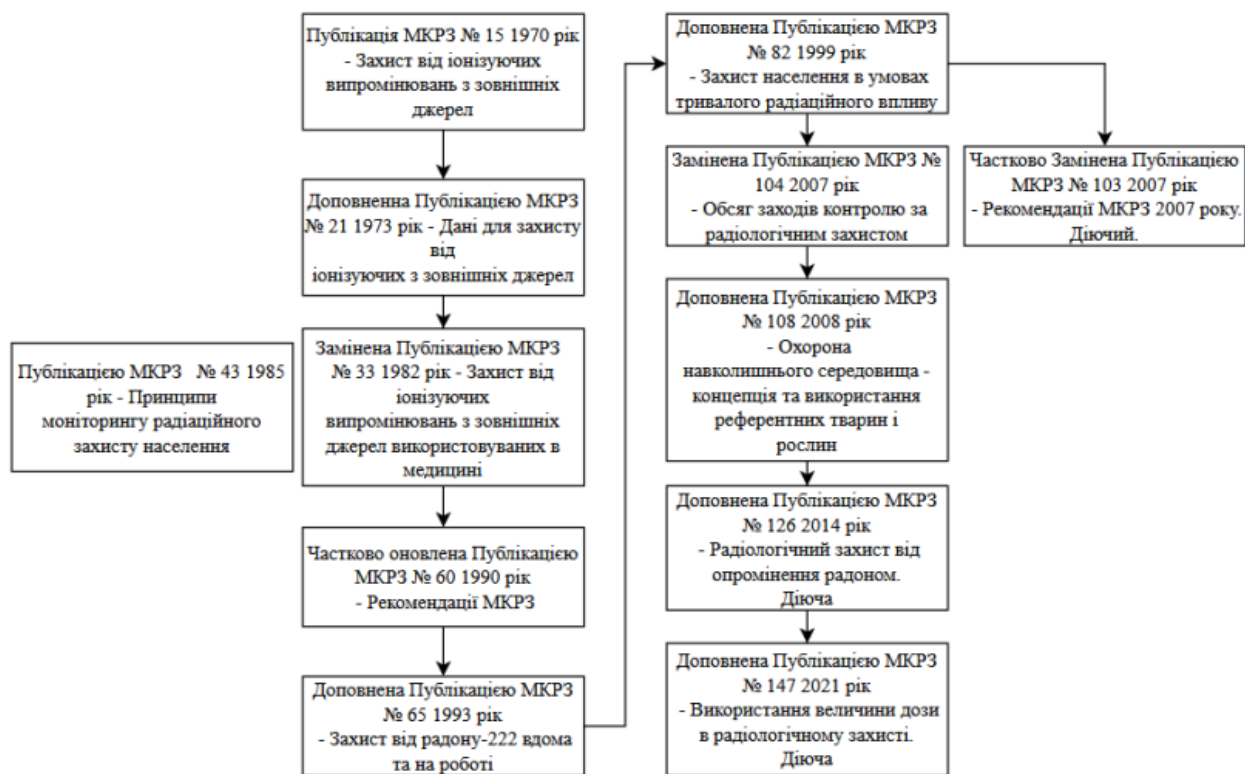 Публікація МКРЗ № 15 1970 рік
- Захист від іонізуючих
випромінювань з зовнішніх
джерел
Доповненна Публікацією МКРЗ
№ 21 1973 рік - Дані для захисту
від
іонізуючих з зовнішніх джерел
Публікацією МКРЗ № 43 1985
рік - Принципи
моніторингу радіаційного
захисту населення
Замінена Публікацією МКРЗ
№ 33 1982 рік - Захист від
іонізуючих
випромінювань з зовнішніх
джерел використовуваних в
медицині
Частково оновлена Публікацією
МКРЗ № 60 1990 рік
- Рекомендації МКРЗ
Доповнена Публікацією МКРЗ
№ 65 1993 рік
- Захист від радону-222 вдома
та на роботі
Доповнена Публікацією МКРЗ
№ 82 1999 рік
- Захист населення в умовах
тривалого радіаційного впливу
Замінена Публікацією МКРЗ №
104 2007 рік
- Обсяг заходів контролю за
радіологічним захистом
Частково Замінена Публікацією
МКРЗ № 103 2007 рік
- Рекомендації МКРЗ 2007 року.
Діючий.
Доповнена Публікацією МКРЗ
№ 108 2008 рік
- Охорона
навколишнього середовища -
концепція та використання
референтних тварин і
рослин
Доповнена Публікацією МКРЗ
№ 126 2014 рік
- Радіологічний захист від
опромінення радоном.
Діюча
Доповнена Публікацією МКРЗ
№ 147 2021 рік
- Використання величини дози
в радіологічному захисті.
Діюча